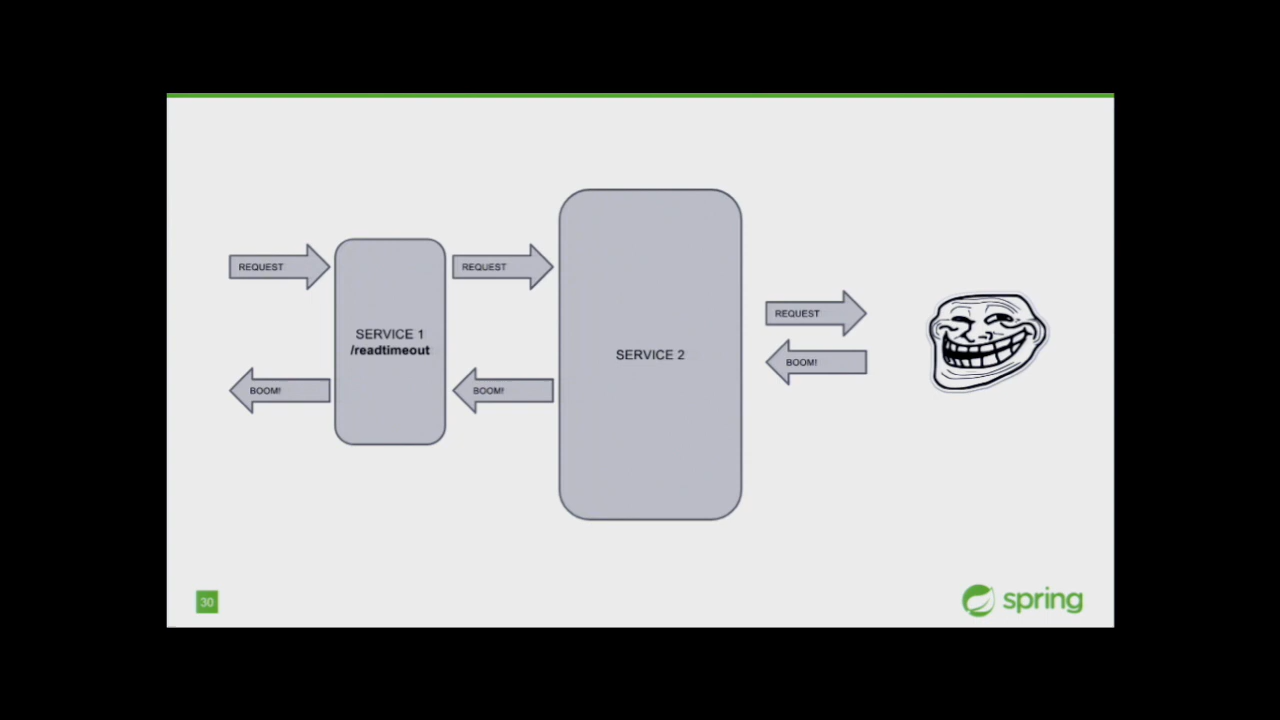 REQUEST
SERVICE 1
/readtimeout
BOOM!
REQUEST
BOOM!
SERVICE 2
REQUEST
BOOM!
30
spring